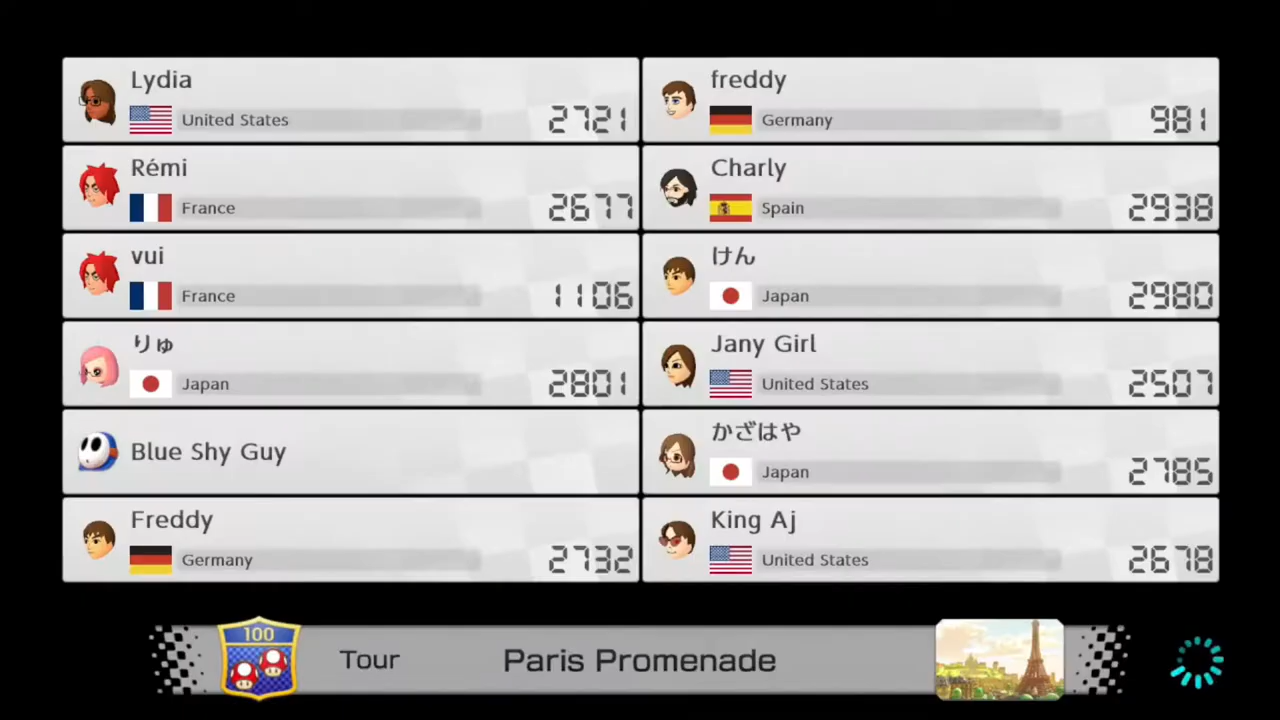 Lydia
United States 2721
Rémi
France 2677
vui
France 1106
りゅ
Japan 2801
Blue Shy Guy
Freddy
Germany 2732
freddy
Germany 981
Charly
Spain 2938
けん
Japan 2980
Jany Girl
United States 2507
かざはや
Japan 2785
King Aj
United States 2678
100
Tour Paris Promenade